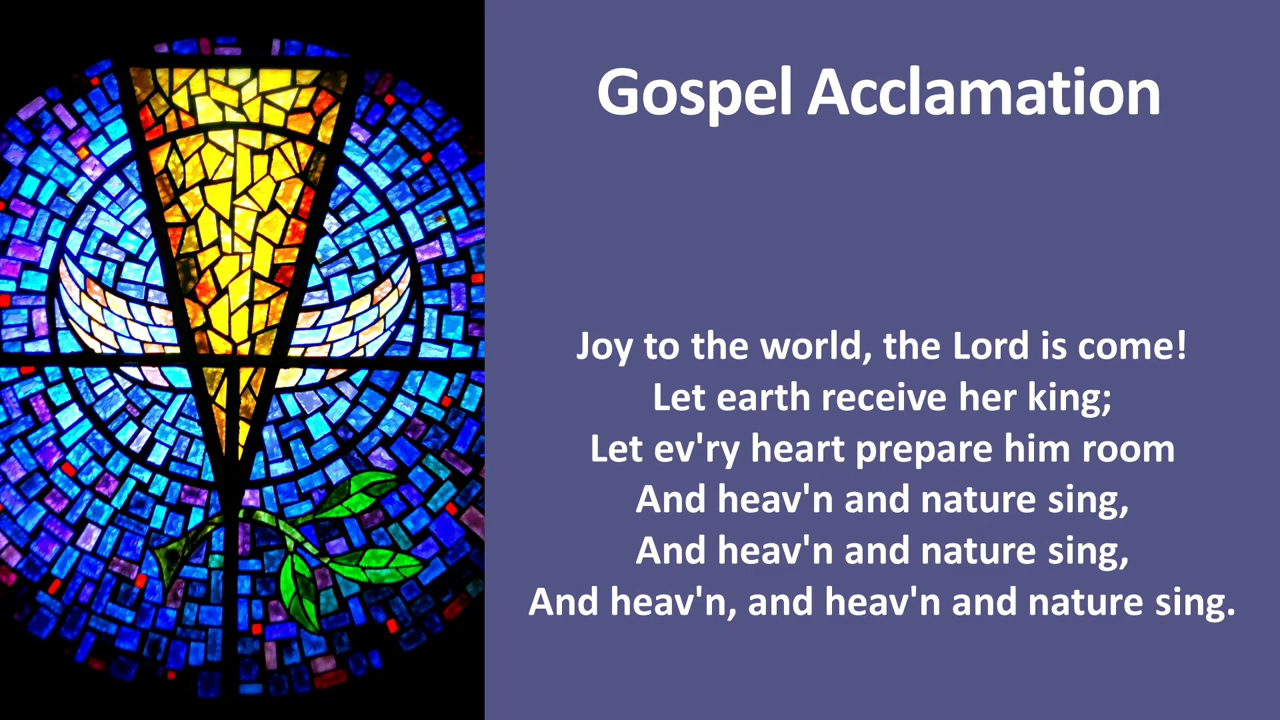 Gospel Acclamation
Joy to the world, the Lord is come!
Let earth receive her king;
Let ev'ry heart prepare him room
And heav'n and nature sing,
And heav'n and nature sing,
And heav'n, and heav'n and nature sing.